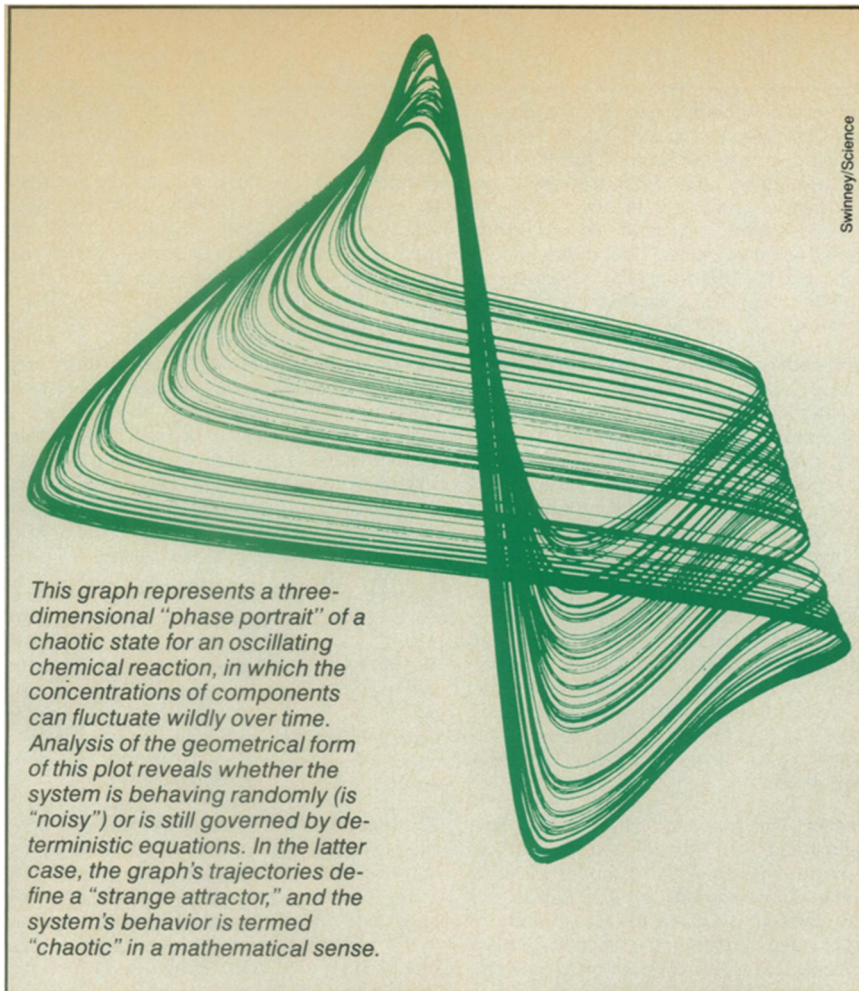 Swinney/Science
This graph represents a three-
dimensional "phase portrait" of a
chaotic state for an oscillating
chemical reaction, in which the
concentrations of components
can fluctuate wildly over time.
Analysis of the geometrical form
of this plot reveals whether the
system is behaving randomly (is
"noisy") or is still governed by de-
terministic equations. In the latter
case, the graph's trajectories de-
fine a "strange attractor," and the
system's behavior is termed
"chaotic" in a mathematical sense.